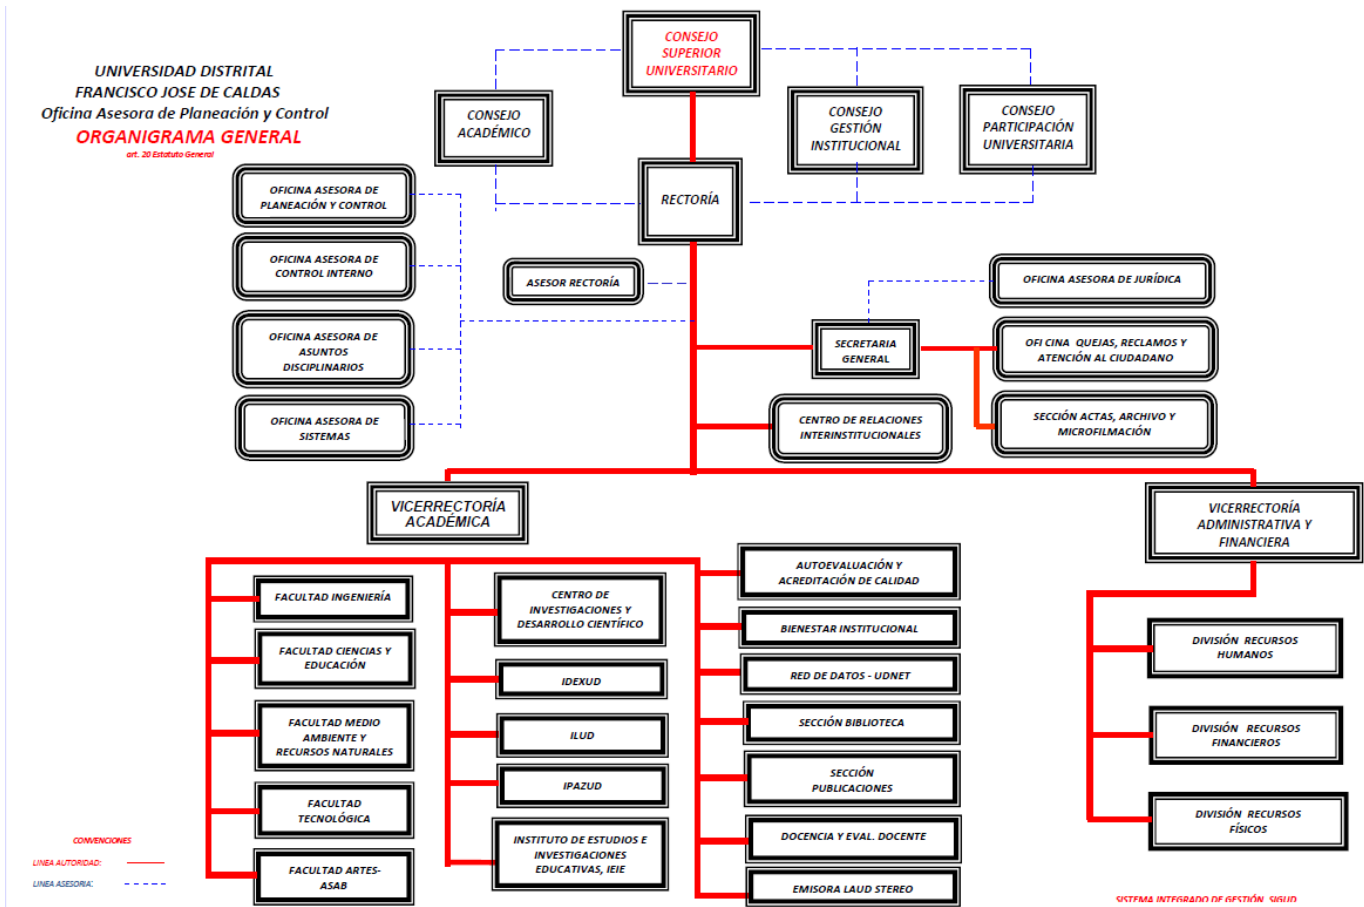 UNIVERSIDAD DISTRITAL
FRANCISCO JOSE DE CALDAS
Oficina Asesora de Planeación y Control
ORGANIGRAMA GENERAL
art. 20 Estatuto General
CONSEJO
SUPERIOR
UNIVERSITARIO
CONSEJO
ACADÉMICO
CONSEJO
GESTIÓN
INSTITUCIONAL
CONSEJO
PARTICIPACIÓN
UNIVERSITARIA
RECTORÍA
OFICINA ASESORA DE
PLANEACIÓN Y CONTROL
OFICINA ASESORA DE
CONTROL INTERNO
OFICINA ASESORA DE
ASUNTOS
DISCIPLINARIOS
OFICINA ASESORA DE
SISTEMAS
ASESOR RECTORÍA
OFICINA ASESORA DE JURÍDICA
SECRETARIA
GENERAL
OFI CINA QUEJAS, RECLAMOS Y
ATENCIÓN AL CIUDADANO
CENTRO DE RELACIONES
INTERINSTITUCIONALES
SECCIÓN ACTAS, ARCHIVO Y
MICROFILMACIÓN
VICERRECTORÍA
ACADÉMICA
VICERRECTORÍA
ADMINISTRATIVA Y
FINANCIERA
FACULTAD INGENIERÍA
FACULTAD CIENCIAS Y
EDUCACIÓN
FACULTAD MEDIO
AMBIENTE Y
RECURSOS NATURALES
FACULTAD
TECNOLÓGICA
FACULTAD ARTES-
ASAB
CENTRO DE
INVESTIGACIONES Y
DESARROLLO CIENTÍFICO
IDEXUD
ILUD
IPAZUD
INSTITUTO DE ESTUDIOS E
INVESTIGACIONES
EDUCATIVAS, IEIE
AUTOEVALUACIÓN Y
ACREDITACIÓN DE CALIDAD
BIENESTAR INSTITUCIONAL
RED DE DATOS - UDNET
SECCIÓN BIBLIOTECA
SECCIÓN
PUBLICACIONES
DOCENCIA Y EVAL. DOCENTE
EMISORA LAUD STEREO
DIVISIÓN RECURSOS
HUMANOS
DIVISIÓN RECURSOS
FINANCIEROS
DIVISIÓN RECURSOS
FÍSICOS
CONVENCIONES
LINEA AUTORIDAD:
LINEA ASESORIA:
SISTEMA INTEGRADO DE GESTIÓN SIGUD